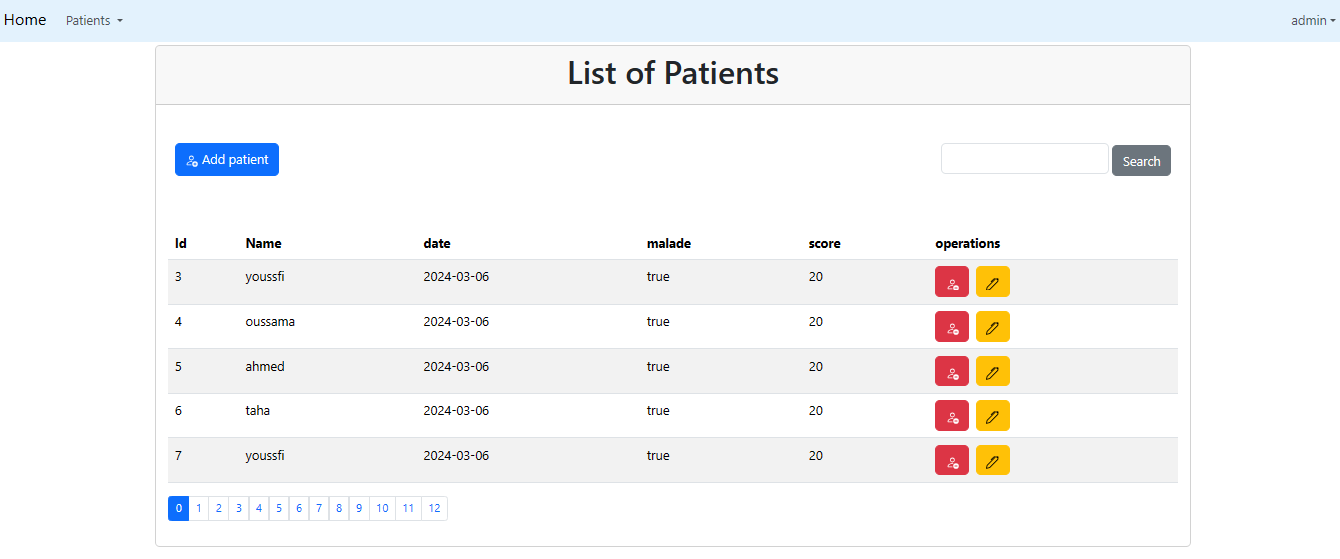 Home Patients admin
List of Patients
Add patient Search
Id Name date malade score operations
3 youssfi 2024-03-06 true 20
4 oussama 2024-03-06 true 20
5 ahmed 2024-03-06 true 20
6 taha 2024-03-06 true 20
7 youssfi 2024-03-06 true 20
0 1 2 3 4 5 6 7 8 9 10 11 12